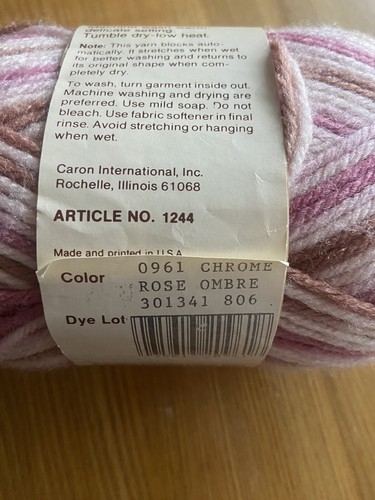 delicate setting.
Tumble dry-low heat.
Note: This yarn blocks auto-
matically. It stretches when wet
for better washing and returns to
its original shape when com-
pletely dry.
To wash, turn garment inside out.
Machine washing and drying are
preferred. Use mild soap. Do not
bleach. Use fabric softener in final
rinse. Avoid stretching or hanging
when wet.
Caron International, Inc.
Rochelle, Illinois 61068
ARTICLE NO. 1244
Made and printed in U.S.A.
Color 0961 CHROME
ROSE OMBRE
301341 806
Dye Lot